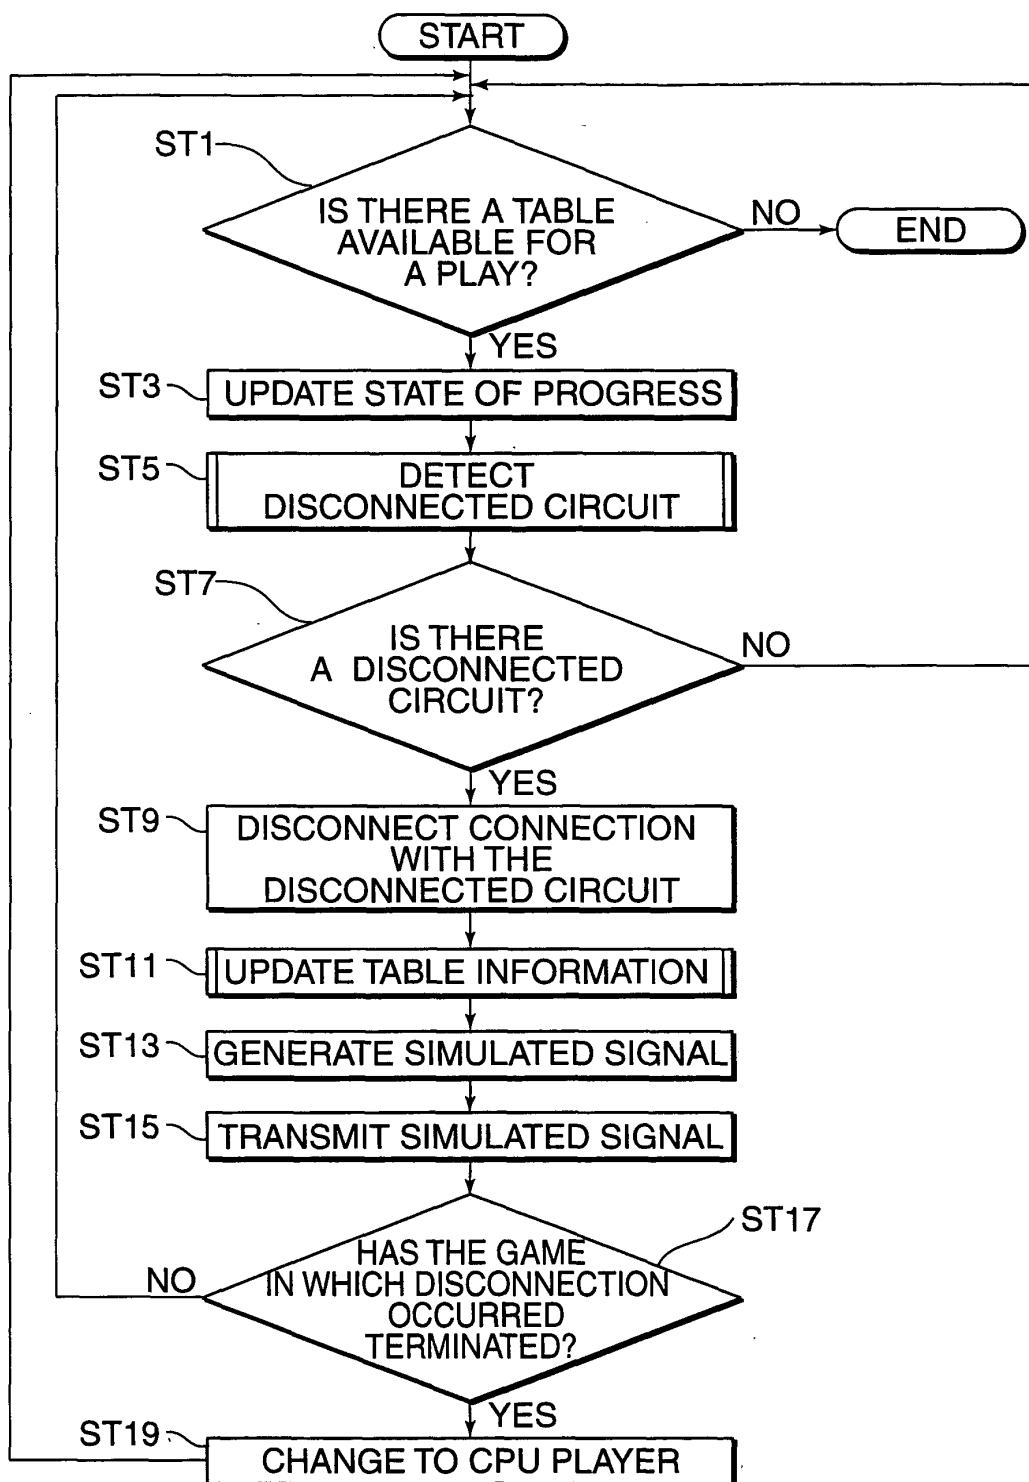 START
ST1
IS THERE A TABLE
AVAILABLE FOR
A PLAY?
NO
END
YES
ST3
UPDATE STATE OF PROGRESS
ST5
DETECT
DISCONNECTED CIRCUIT
ST7
IS THERE
A DISCONNECTED
CIRCUIT?
NO
YES
ST9
DISCONNECT CONNECTION
WITH THE
DISCONNECTED CIRCUIT
ST11
UPDATE TABLE INFORMATION
ST13
GENERATE SIMULATED SIGNAL
ST15
TRANSMIT SIMULATED SIGNAL
ST17
HAS THE GAME
IN WHICH DISCONNECTION
OCCURRED
TERMINATED?
NO
YES
ST19
CHANGE TO CPU PLAYER